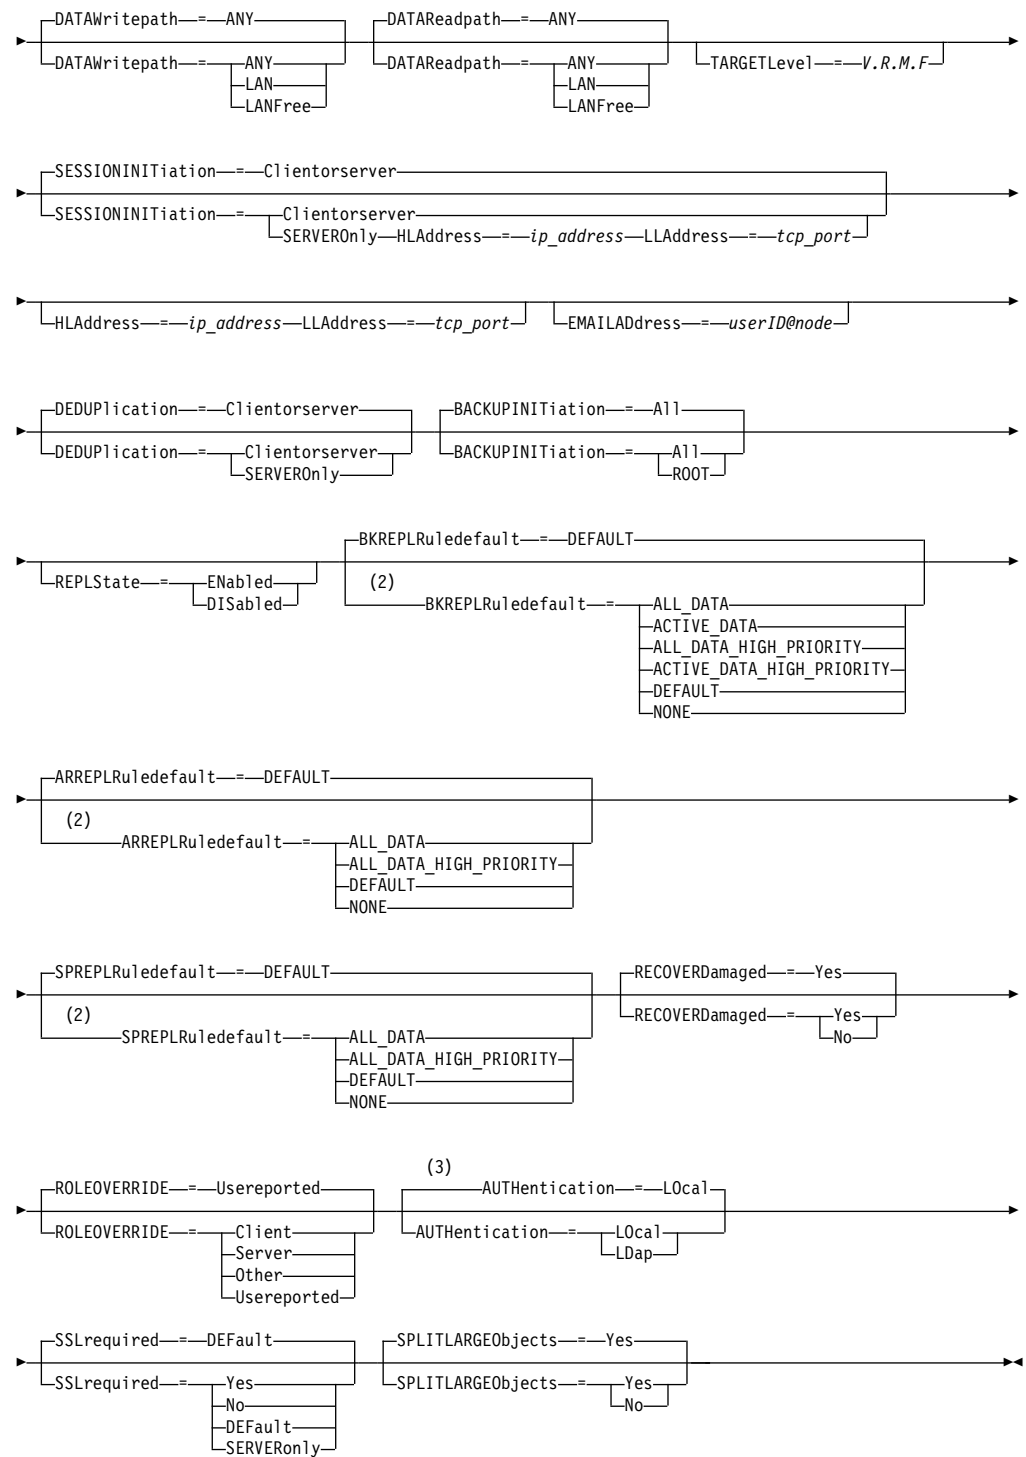 DATAWritepath = ANY DATAReadpath = ANY
DATAWritepath = ANY DATAReadpath = ANY TARGETLevel = V.R.M.F
LAN LAN
LANFree LANFree
SESSIONINITiation = Clientorserver
SESSIONINITiation = Clientorserver
SERVEROnly HLAddress = ip_address LLAddress = tcp_port
HLAddress = ip_address LLAddress = tcp_port EMAILADdress = userID@node
DEDUPlication = Clientorserver BACKUPINITiation = All
DEDUPlication = Clientorserver BACKUPINITiation = All
SERVEROnly ROOT
BKREPLRuledefault = DEFAULT
REPLState = ENabled (2)
DISabled BKREPLRuledefault = ALL_DATA
ACTIVE_DATA
ALL_DATA_HIGH_PRIORITY
ACTIVE_DATA_HIGH_PRIORITY
DEFAULT
NONE
ARREPLRuledefault = DEFAULT
(2)
ARREPLRuledefault = ALL_DATA
ALL_DATA_HIGH_PRIORITY
DEFAULT
NONE
SPREPLRuledefault = DEFAULT RECOVERDamaged = Yes
(2) RECOVERDamaged = Yes
SPREPLRuledefault = ALL_DATA No
ALL_DATA_HIGH_PRIORITY
DEFAULT
NONE
(3)
ROLEOVERRIDE = Usereported AUTHentication = LOcal
ROLEOVERRIDE = Client AUTHentication = LOcal
Server LDap
Other
Usereported
SSLrequired = DEFault SPLITLARGEObjects = Yes
SSLrequired = Yes SPLITLARGEObjects = Yes
No No
DEFault
SERVERonly